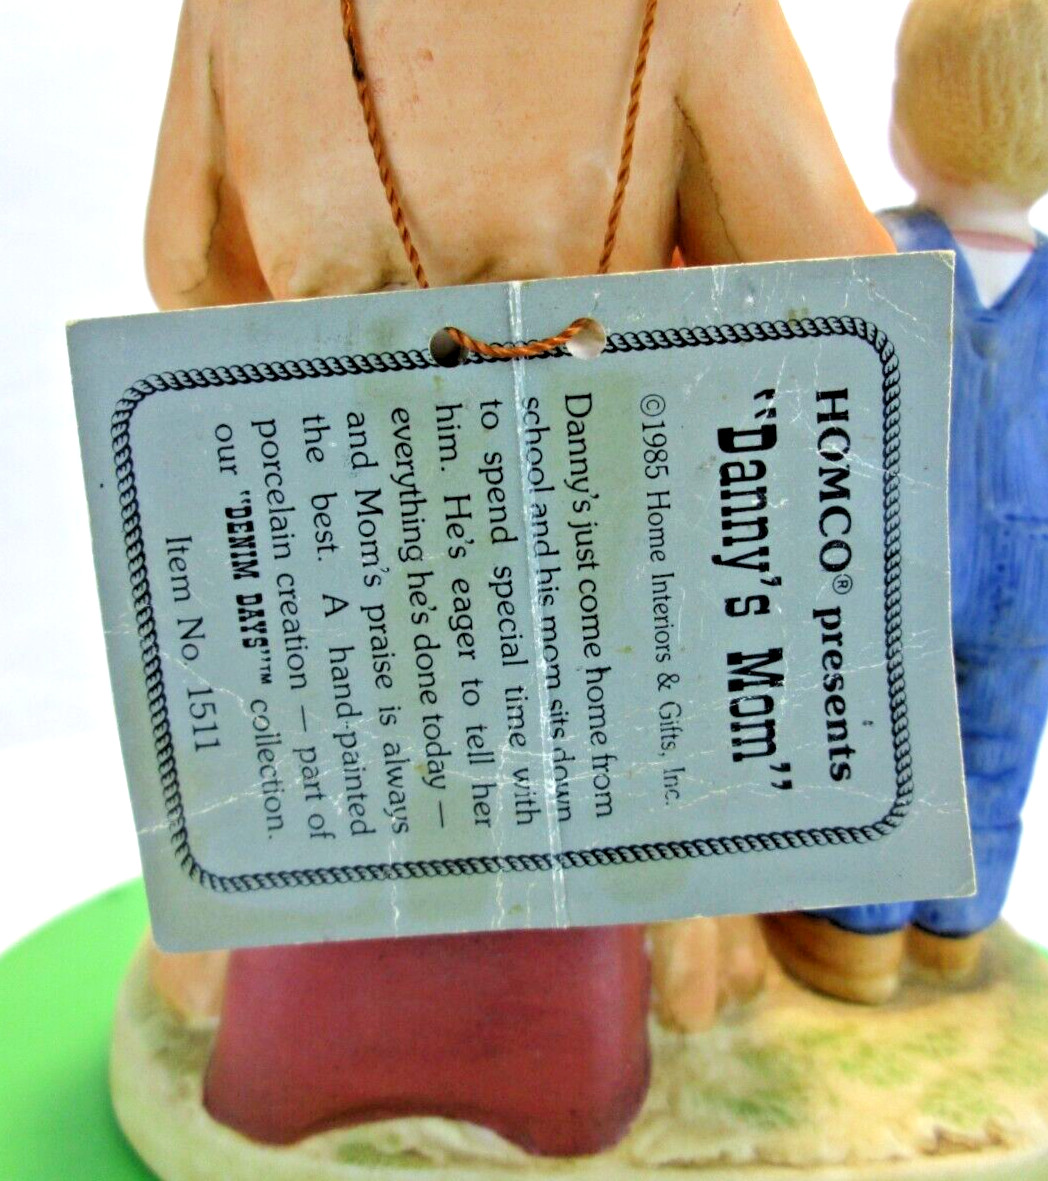 HOMCO® presents
"Danny's Mom"
©1985 Home Interiors & Gifts, Inc.
Danny's just come home from
school and his mom sits down
to spend special time with
him. He's eager to tell her
everything he's done today —
and Mom's praise is always
the best. A hand-painted
porcelain creation — part of
our "DENIM DAYS"™ collection.
Item No. 1511